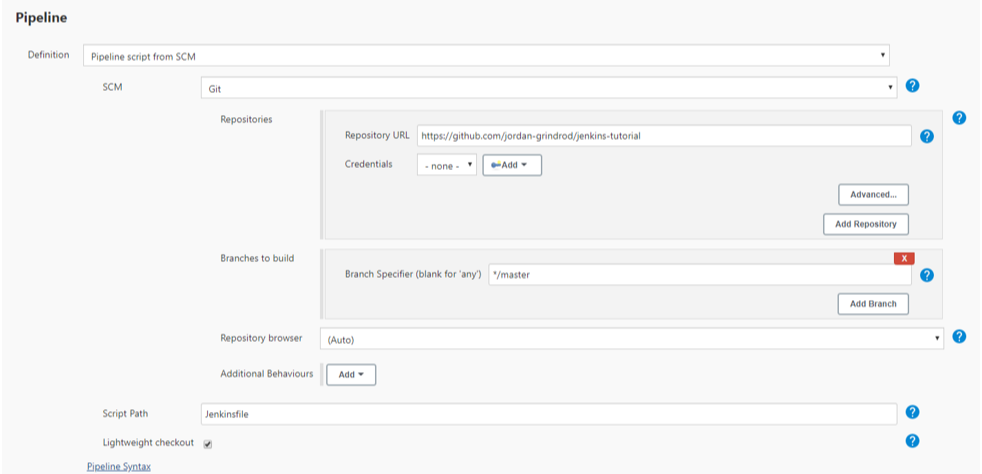 Pipeline
Definition Pipeline script from SCM
SCM Git ?
Repositories ?
Repository URL https://github.com/jordan-grindrod/jenkins-tutorial ?
Credentials - none - Add
Advanced...
Add Repository
Branches to build X
Branch Specifier (blank for 'any') */master ?
Add Branch
Repository browser (Auto) ?
Additional Behaviours Add
Script Path Jenkinsfile ?
Lightweight checkout ?
Pipeline Syntax